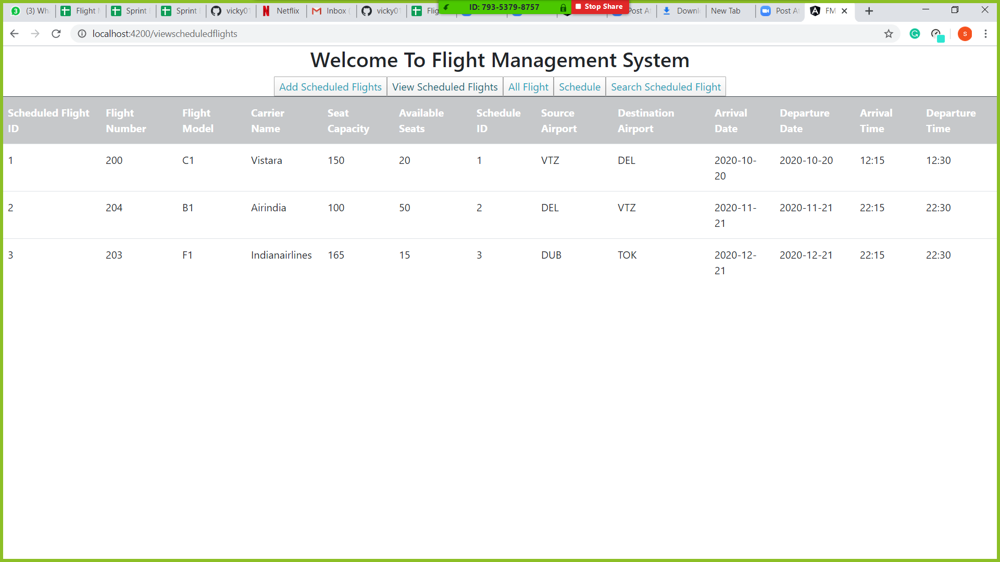 3 (3) Wha Flight M Sprint Sprint vicky01 Netflix Inbox ( vicky01 Flig ID: 793-5379-8757 Stop Share Post At Downl New Tab Post At FM
localhost:4200/viewscheduledflights S
Welcome To Flight Management System
Add Scheduled Flights View Scheduled Flights All Flight Schedule Search Scheduled Flight
Scheduled Flight ID Flight Number Flight Model Carrier Name Seat Capacity Available Seats Schedule ID Source Airport Destination Airport Arrival Date Departure Date Arrival Time Departure Time
1 200 C1 Vistara 150 20 1 VTZ DEL 2020-10-20 2020-10-20 12:15 12:30
2 204 B1 Airindia 100 50 2 DEL VTZ 2020-11-21 2020-11-21 22:15 22:30
3 203 F1 Indianairlines 165 15 3 DUB TOK 2020-12-21 2020-12-21 22:15 22:30